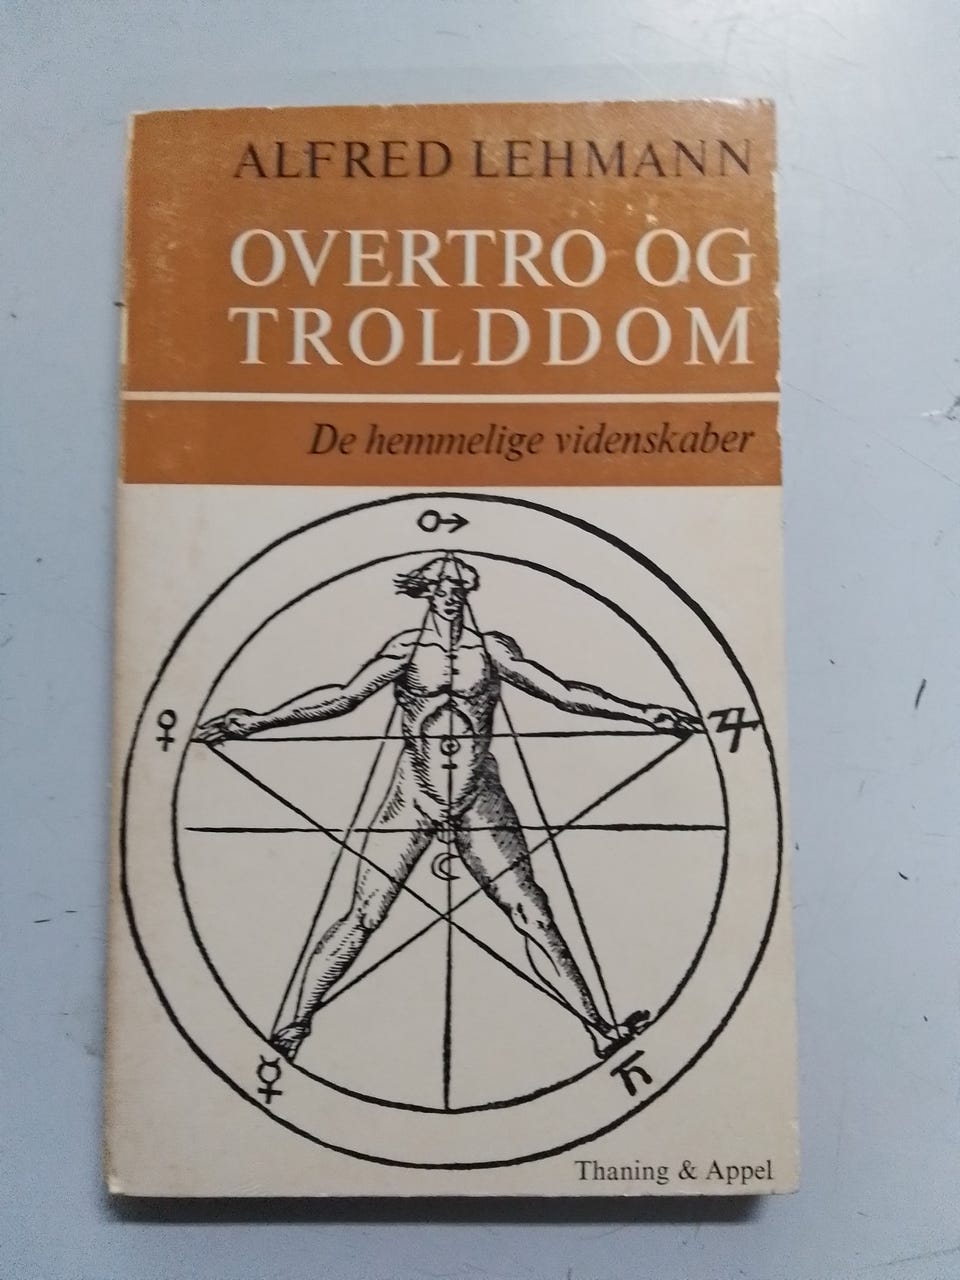 ALFRED LEHMANN
OVERTRO OG
TROLDDOM
De hemmelige videnskaber
♂
♀
♃
☉
☾
☿
♄
Thaning & Appel